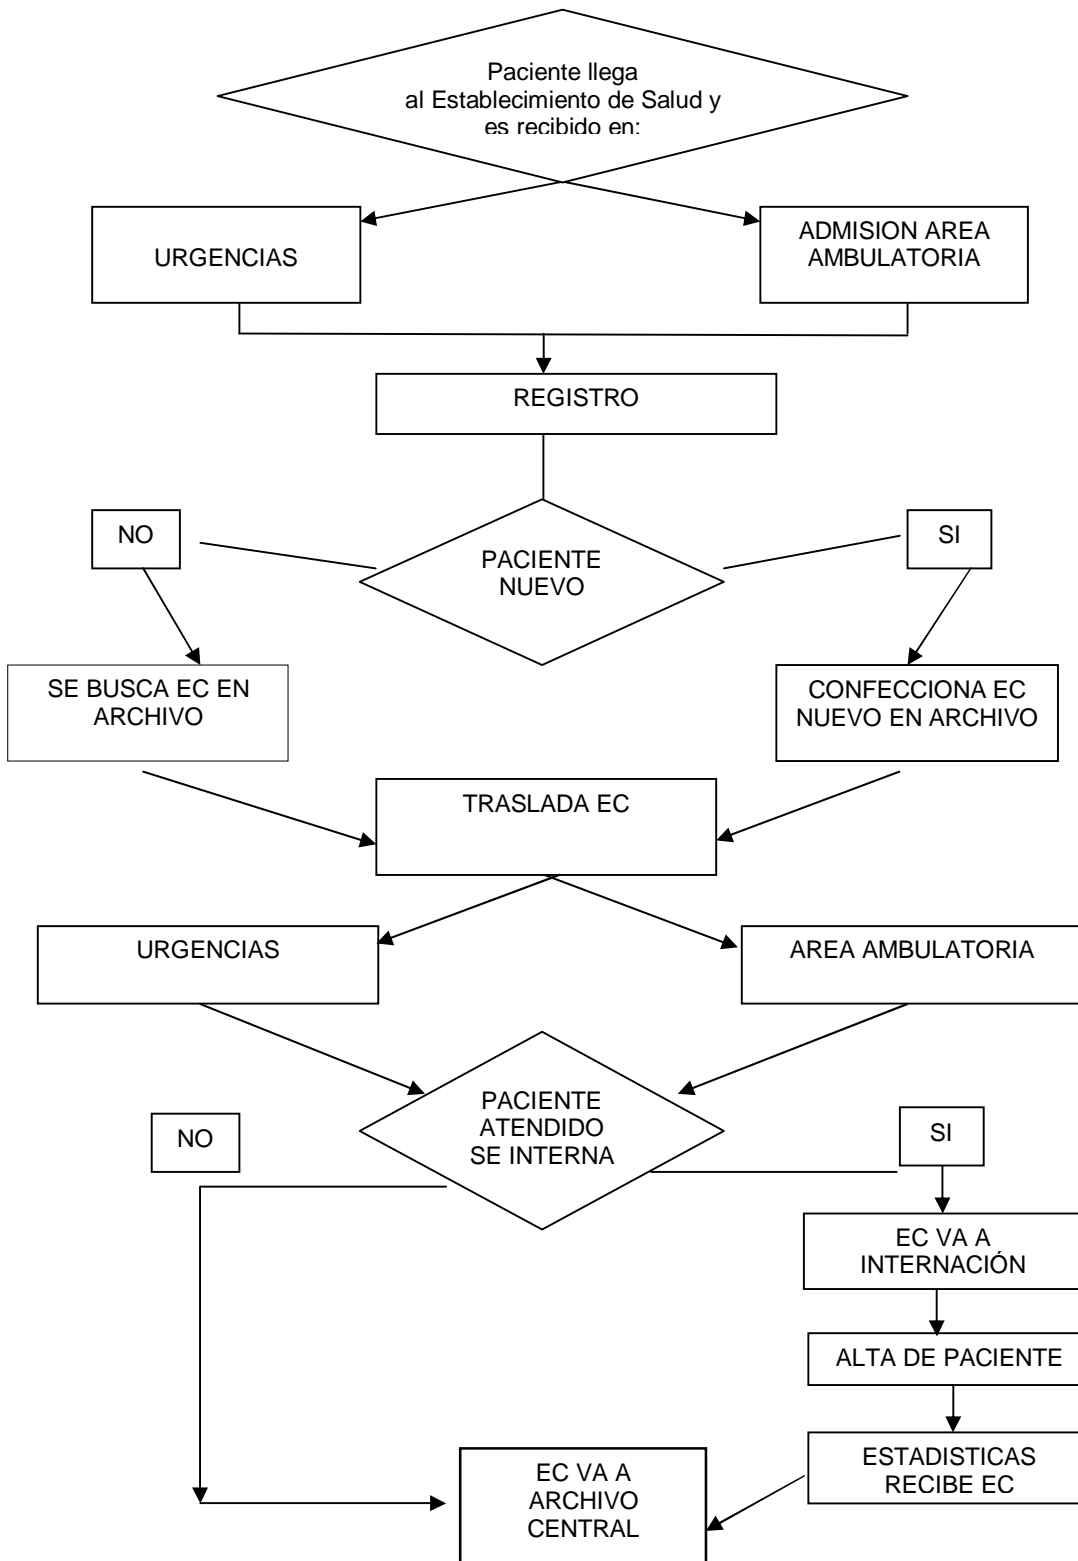 Paciente llega
al Establecimiento de Salud y
es recibido en:
URGENCIAS
ADMISION AREA
AMBULATORIA
REGISTRO
NO
PACIENTE
NUEVO
SI
SE BUSCA EC EN
ARCHIVO
CONFECCIONA EC
NUEVO EN ARCHIVO
TRASLADA EC
URGENCIAS
AREA AMBULATORIA
NO
PACIENTE
ATENDIDO
SE INTERNA
SI
EC VA A
INTERNACIÓN
ALTA DE PACIENTE
ESTADISTICAS
RECIBE EC
EC VA A
ARCHIVO
CENTRAL